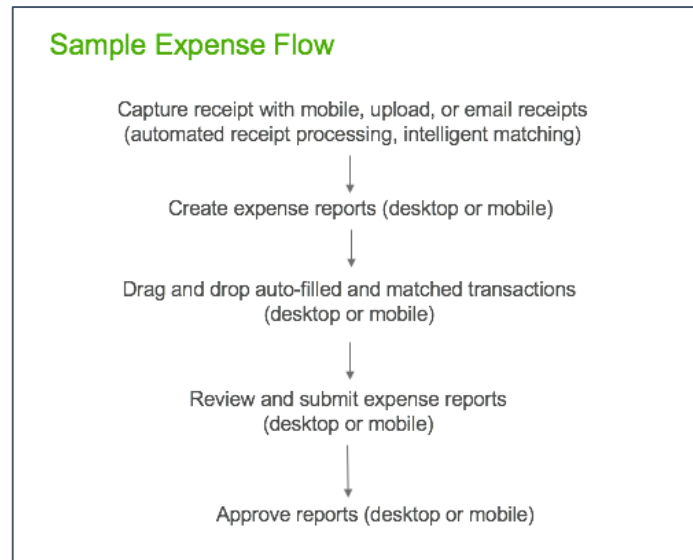 Sample Expense Flow
Capture receipt with mobile, upload, or email receipts
(automated receipt processing, intelligent matching)
Create expense reports (desktop or mobile)
Drag and drop auto-filled and matched transactions
(desktop or mobile)
Review and submit expense reports
(desktop or mobile)
Approve reports (desktop or mobile)